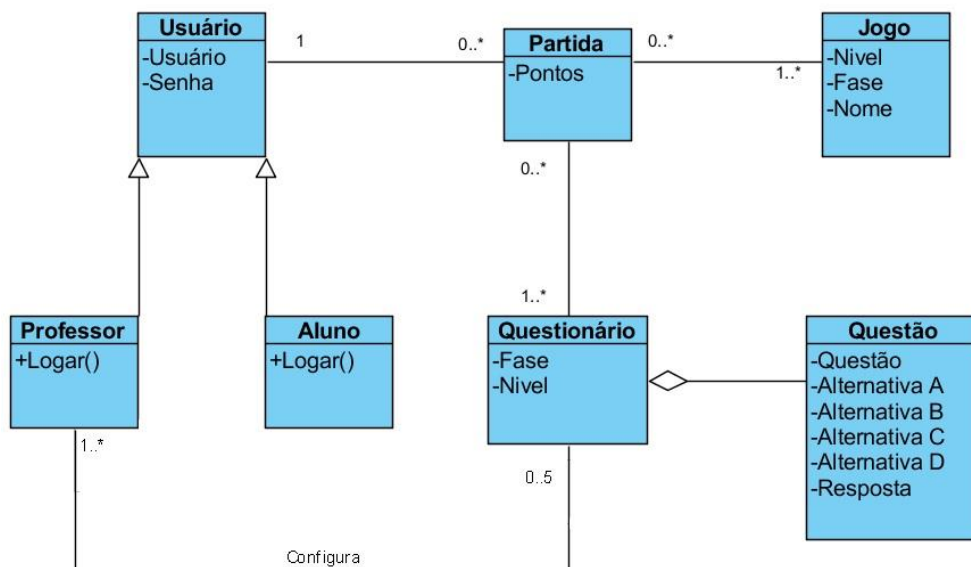 Usuário
-Usuário
-Senha
1
0..*
Partida
-Pontos
0..*
1..*
Jogo
-Nivel
-Fase
-Nome
0..*
1..*
Professor
+Logar()
Aluno
+Logar()
Questionário
-Fase
-Nivel
Questão
-Questão
-Alternativa A
-Alternativa B
-Alternativa C
-Alternativa D
-Resposta
1..*
0..5
Configura